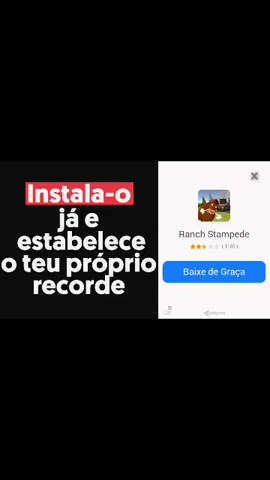 Instala-o
já e
estabelece
o teu próprio
recorde
Ranch Stampede
Baixe de Graça